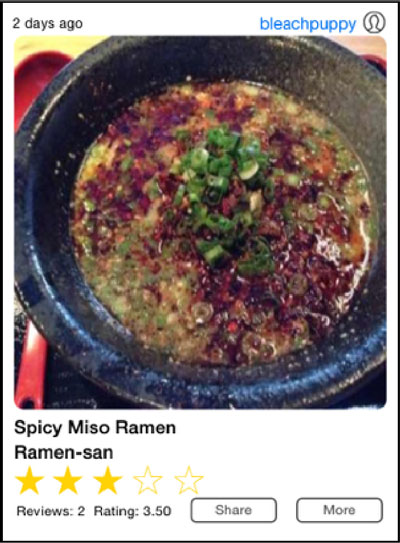 2 days ago bleachpuppy
Spicy Miso Ramen
Ramen-san
Reviews: 2 Rating: 3.50 Share More